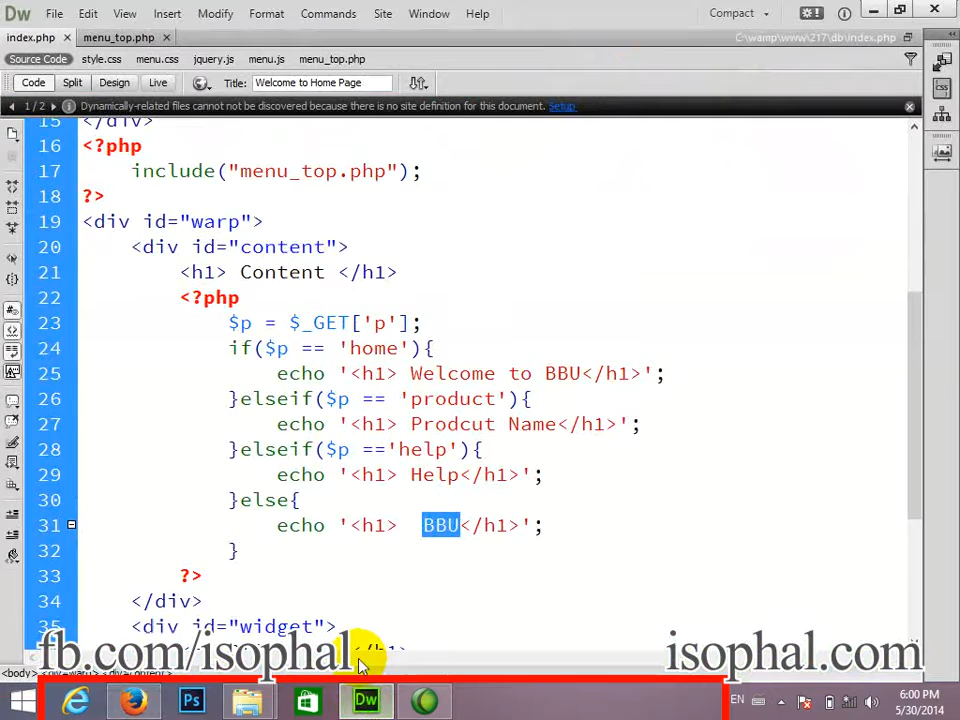 Dw File Edit View Insert Modify Format Commands Site Window Help Compact
index.php × menu_top.php × C:\wamp\www\217\db\index.php
Source Code style.css menu.css jquery.js menu.js menu_top.php
Code Split Design Live Title: Welcome to Home Page
1 / 2 Dynamically-related files cannot not be discovered because there is no site definition for this document. Setup
15 </div>
16 <?php
17 include("menu_top.php");
18 ?>
19 <div id="warp">
20 <div id="content">
21 <h1> Content </h1>
22 <?php
23 $p = $_GET['p'];
24 if($p == 'home'){
25 echo '<h1> Welcome to BBU</h1>';
26 }elseif($p == 'product'){
27 echo '<h1> Prodcut Name</h1>';
28 }elseif($p =='help'){
29 echo '<h1> Help</h1>';
30 }else{
31 echo '<h1>  BBU</h1>';
32 }
33 ?>
34 </div>
35 <div id="widget">
fb.com/isophal isophal.com
Ps Dw EN 6:00 PM
5/30/2014